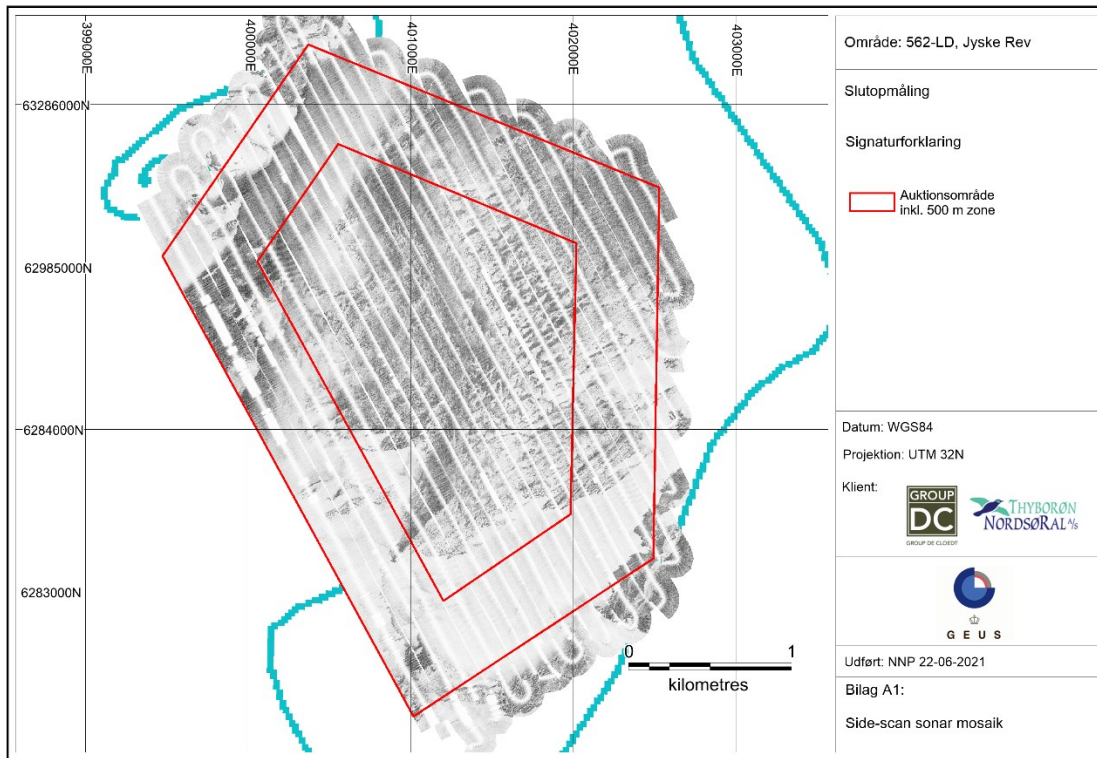 399000E
400000E
401000E
402000E
403000E
63286000N
62985000N
6284000N
6283000N
0 1
kilometres
Område: 562-LD, Jyske Rev
Slutopmåling
Signaturforklaring
Auktionsområde
inkl. 500 m zone
Datum: WGS84
Projektion: UTM 32N
Klient:
GROUP
DC
GROUP DE CLOEDT
THYBORØN
NORDSØRAL A/s
GEUS
Udført: NNP 22-06-2021
Bilag A1:
Side-scan sonar mosaik